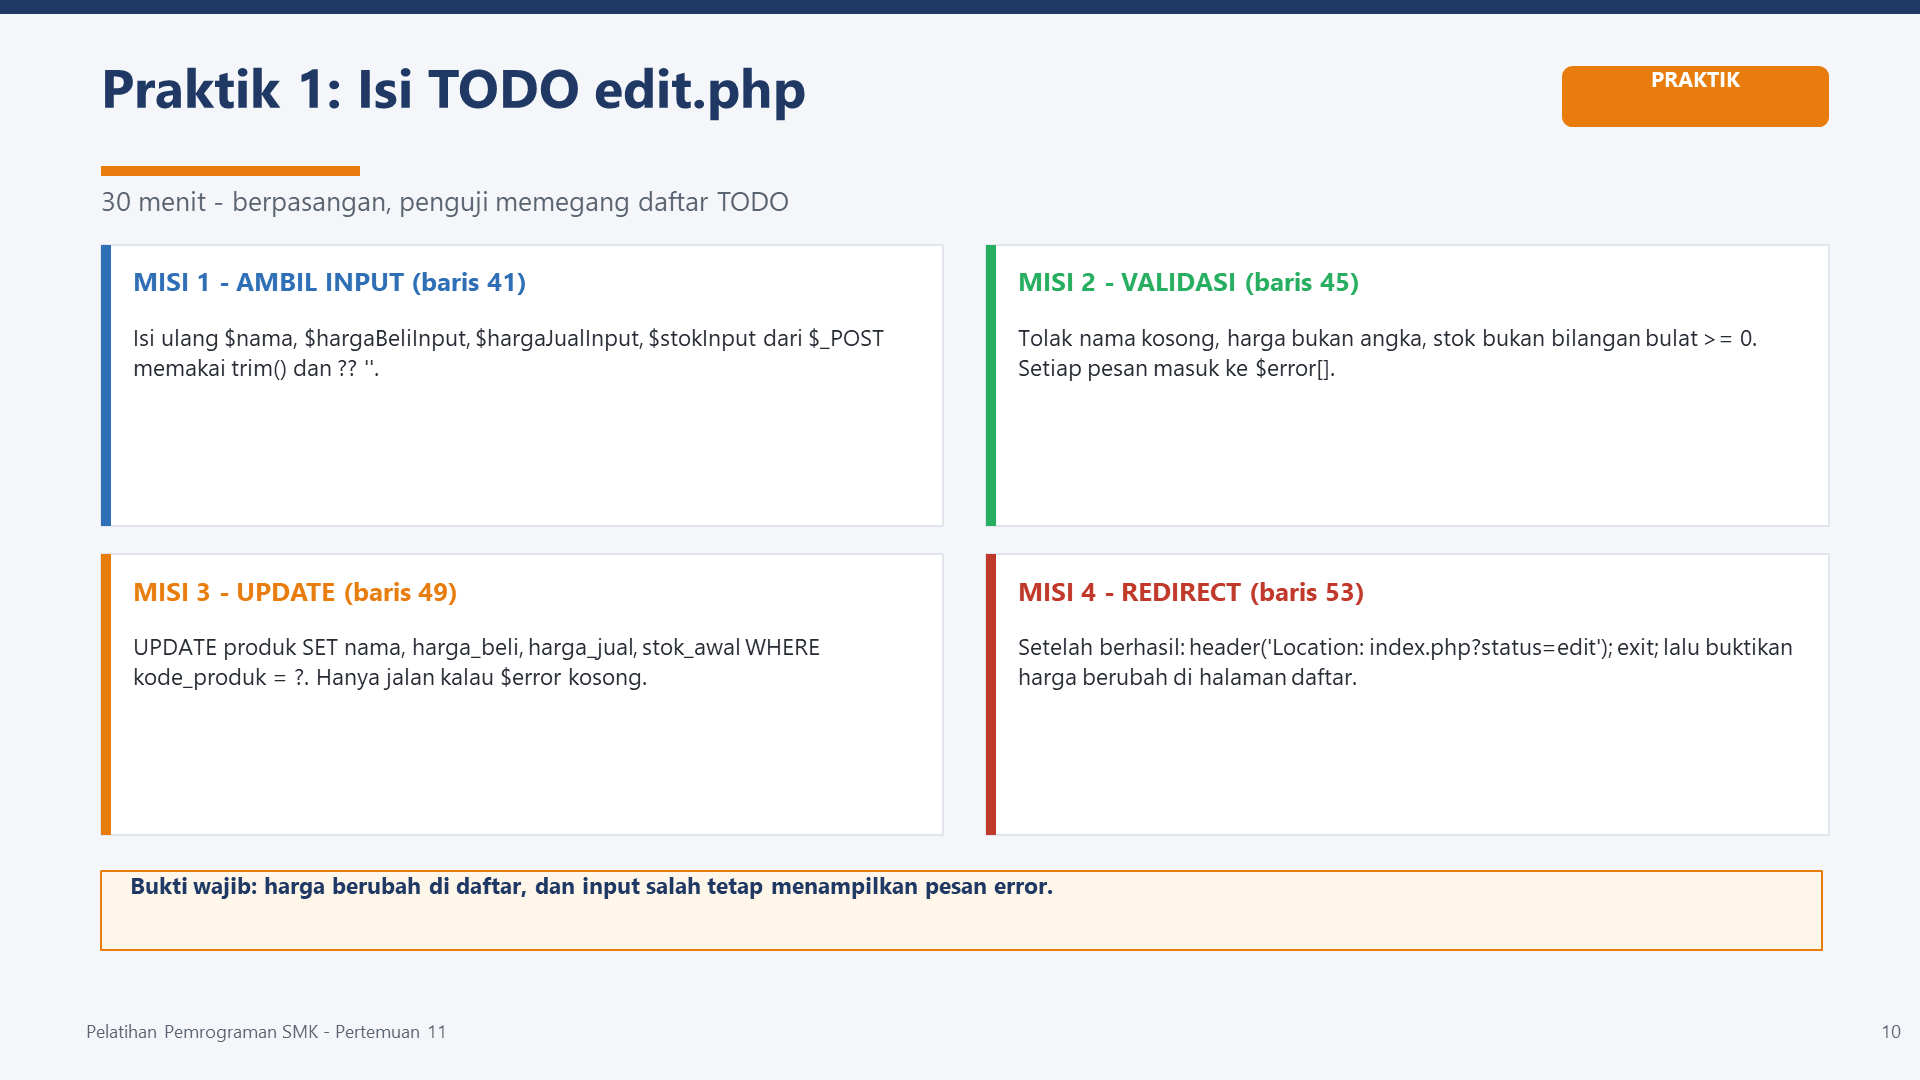 Praktik 1: Isi TODO edit.php
PRAKTIK
30 menit - berpasangan, penguji memegang daftar TODO
MISI 1 - AMBIL INPUT (baris 41)
Isi ulang $nama, $hargaBeliInput, $hargaJualInput, $stokInput dari $_POST
memakai trim() dan ?? ''.
MISI 2 - VALIDASI (baris 45)
Tolak nama kosong, harga bukan angka, stok bukan bilangan bulat >= 0.
Setiap pesan masuk ke $error[].
MISI 3 - UPDATE (baris 49)
UPDATE produk SET nama, harga_beli, harga_jual, stok_awal WHERE
kode_produk = ?. Hanya jalan kalau $error kosong.
MISI 4 - REDIRECT (baris 53)
Setelah berhasil: header('Location: index.php?status=edit'); exit; lalu buktikan
harga berubah di halaman daftar.
Bukti wajib: harga berubah di daftar, dan input salah tetap menampilkan pesan error.
Pelatihan Pemrograman SMK - Pertemuan 11
10